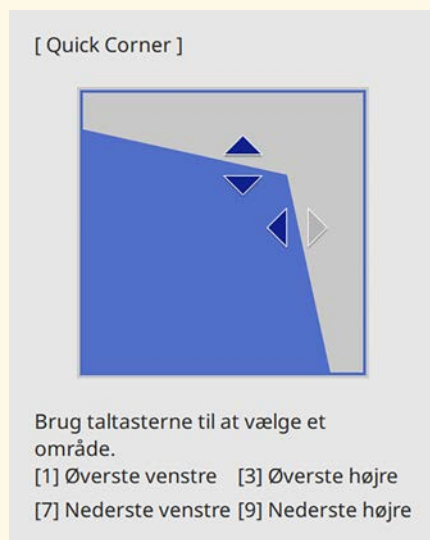 [ Quick Corner ]
Brug taltasterne til at vælge et
område.
[1] Øverste venstre [3] Øverste højre
[7] Nederste venstre [9] Nederste højre